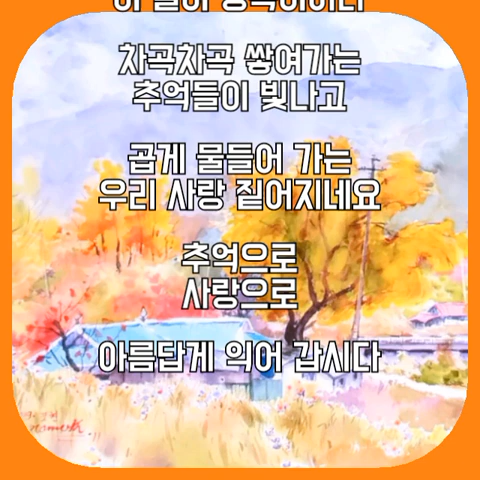 차곡차곡 쌓여가는
추억들이 빛나고
곱게 물들어 가는
우리 사랑 짙어지네요
추억으로
사랑으로
아름답게 익어 갑시다